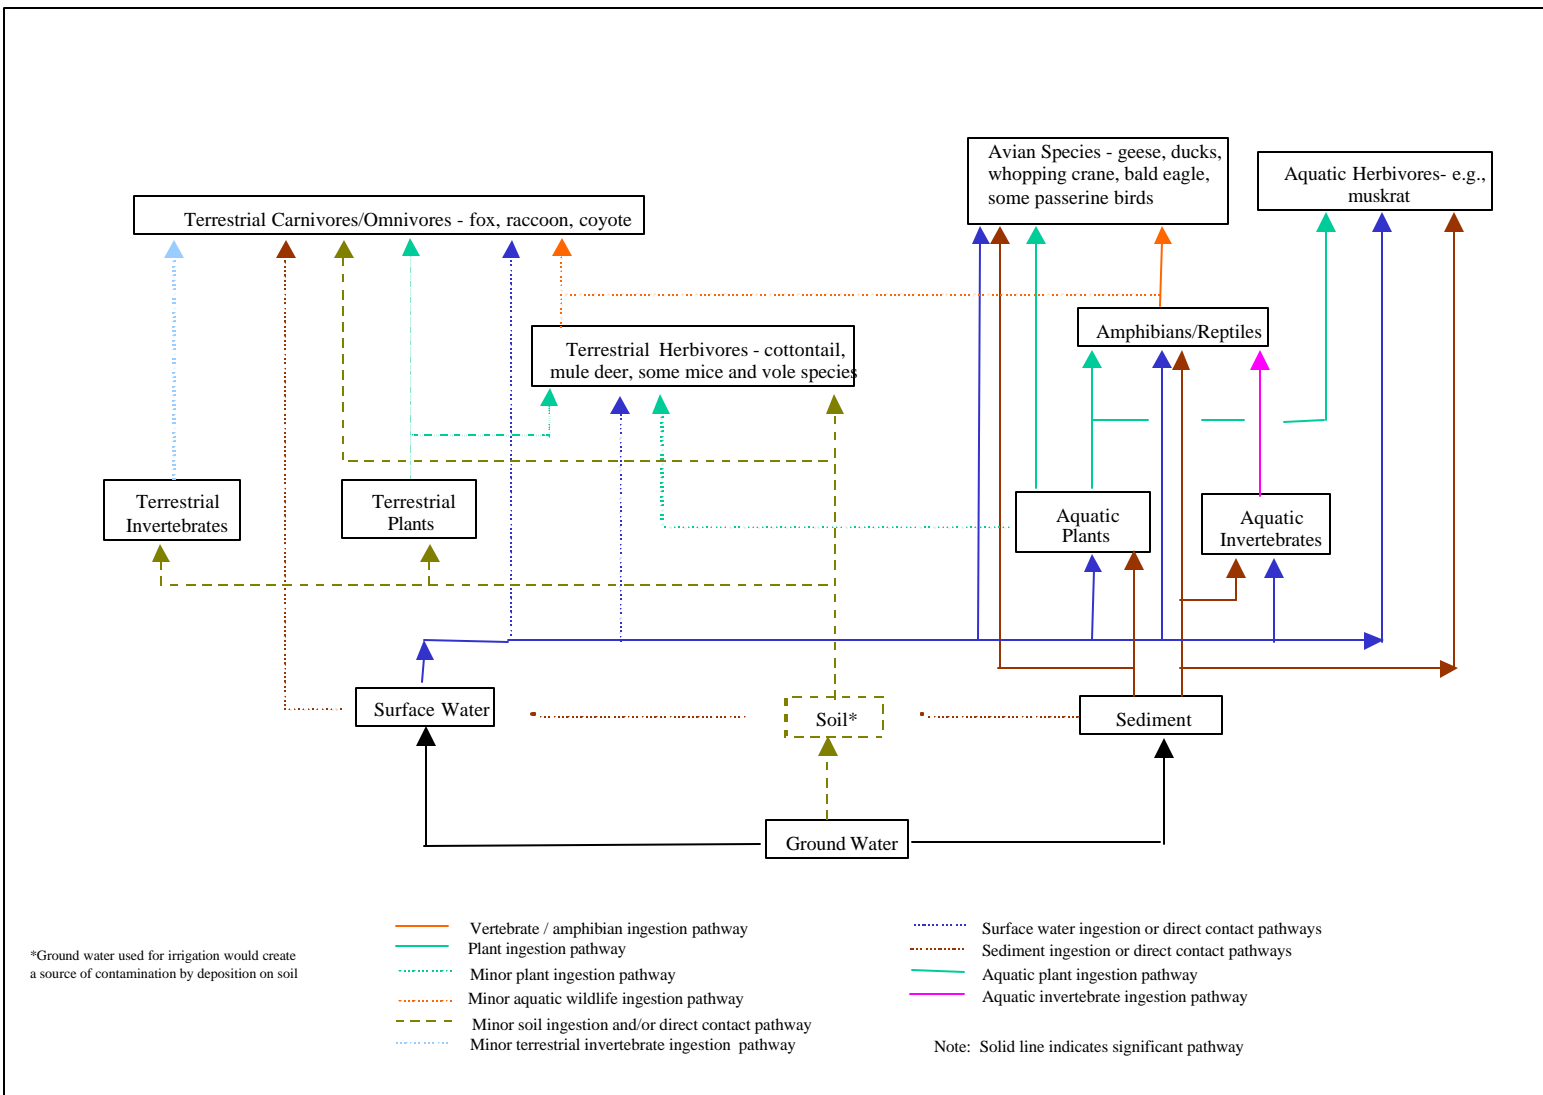 Avian Species - geese, ducks,
whopping crane, bald eagle,
some passerine birds
Aquatic Herbivores- e.g.,
muskrat
Terrestrial Carnivores/Omnivores - fox, raccoon, coyote
Amphibians/Reptiles
Terrestrial Herbivores - cottontail,
mule deer, some mice and vole species
Terrestrial
Invertebrates
Terrestrial
Plants
Aquatic
Plants
Aquatic
Invertebrates
Surface Water
Soil*
Sediment
Ground Water
*Ground water used for irrigation would create
a source of contamination by deposition on soil
Vertebrate / amphibian ingestion pathway
Plant ingestion pathway
Minor plant ingestion pathway
Minor aquatic wildlife ingestion pathway
Minor soil ingestion and/or direct contact pathway
Minor terrestrial invertebrate ingestion pathway
Surface water ingestion or direct contact pathways
Sediment ingestion or direct contact pathways
Aquatic plant ingestion pathway
Aquatic invertebrate ingestion pathway
Note: Solid line indicates significant pathway